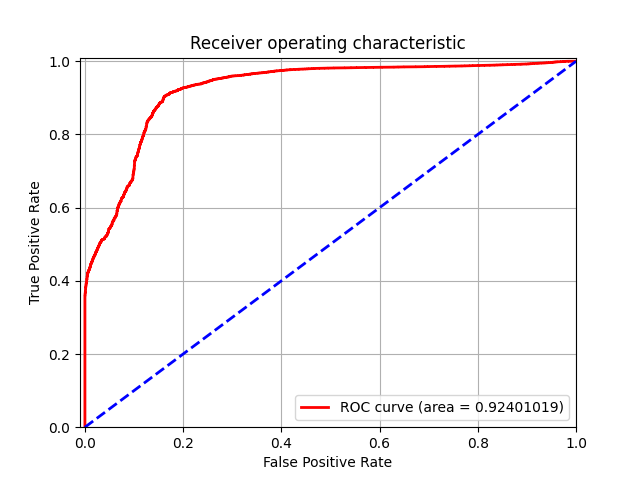 Receiver operating characteristic
True Positive Rate
1.0
0.8
0.6
0.4
0.2
0.0
ROC curve (area = 0.92401019)
0.0 0.2 0.4 0.6 0.8 1.0
False Positive Rate